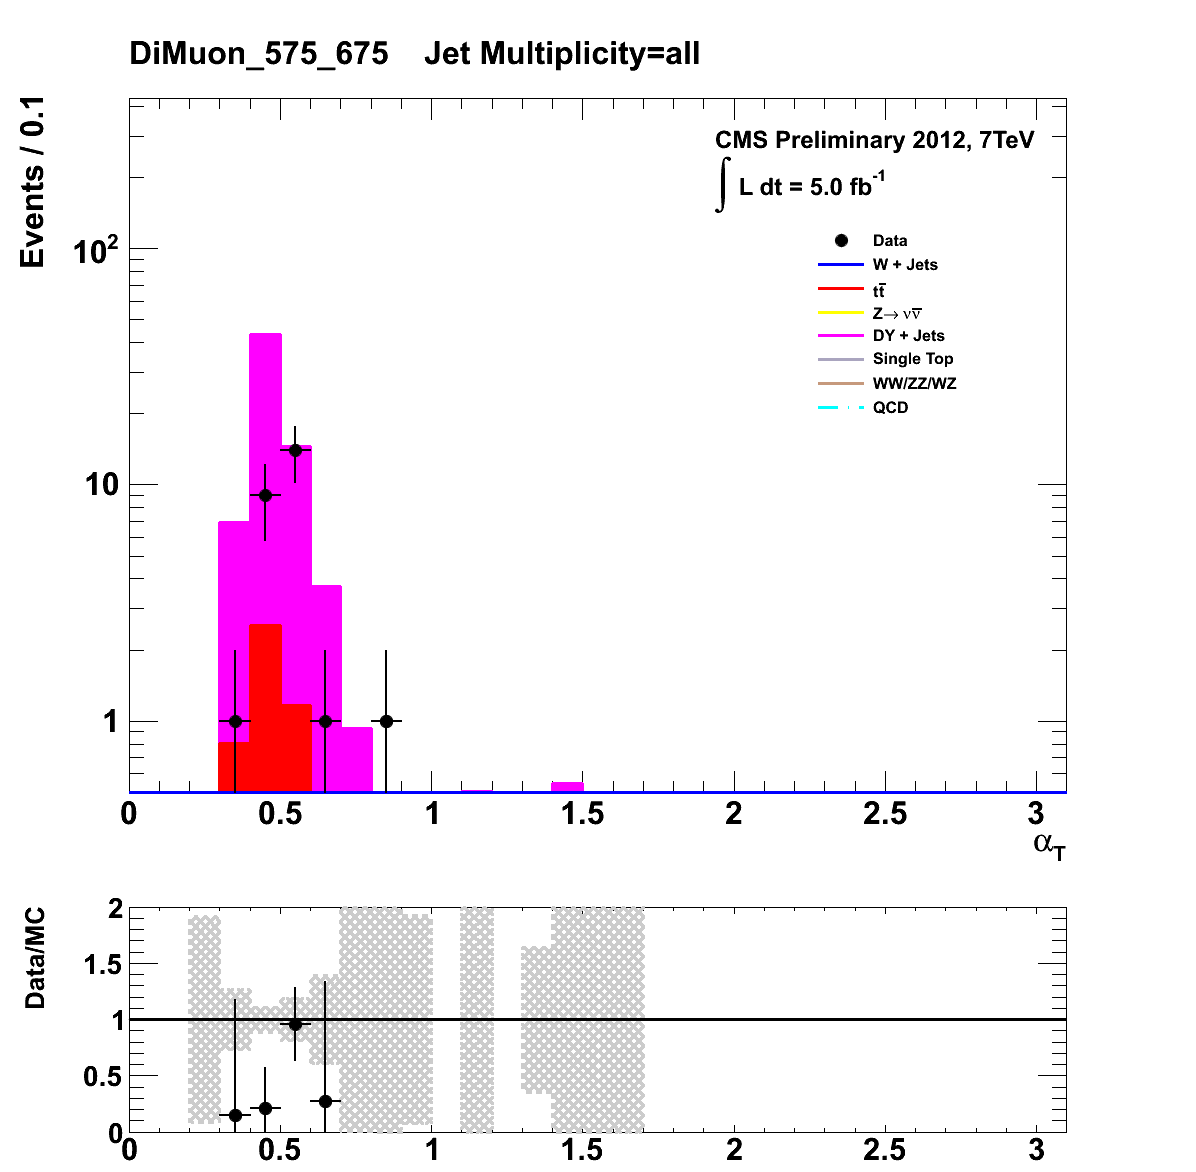 DiMuon_575_675 Jet Multiplicity=all
Events / 0.1
CMS Preliminary 2012, 7TeV
∫ L dt = 5.0 fb⁻¹
Data
W + Jets
tt̅
Z→ νν̅
DY + Jets
Single Top
WW/ZZ/WZ
QCD
10²
10
1
0 0.5 1 1.5 2 2.5 3
α_T
Data/MC
2
1.5
1
0.5
0
0 0.5 1 1.5 2 2.5 3